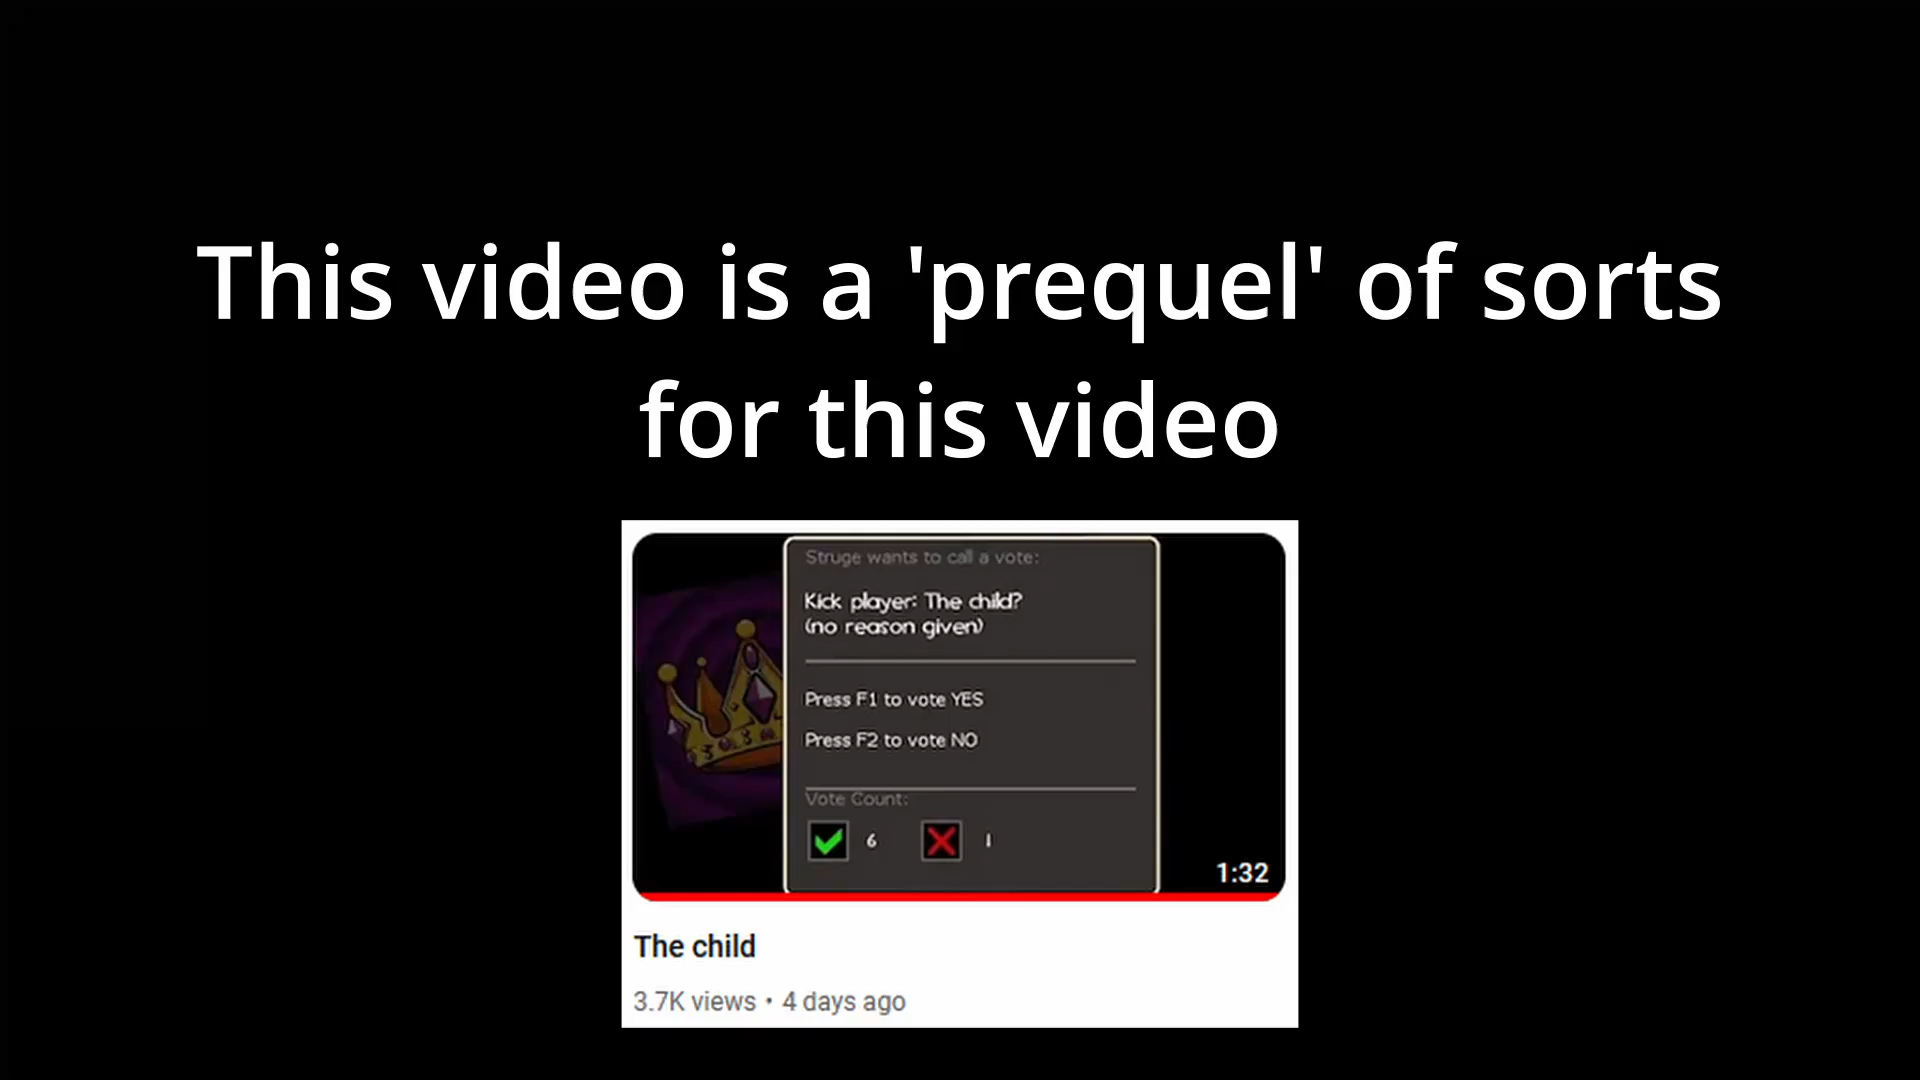 This video is a 'prequel' of sorts
for this video
Struge wants to call a vote:
Kick player: The child?
(no reason given)
Press F1 to vote YES
Press F2 to vote NO
Vote Count:
6 1
1:32
The child
3.7K views • 4 days ago